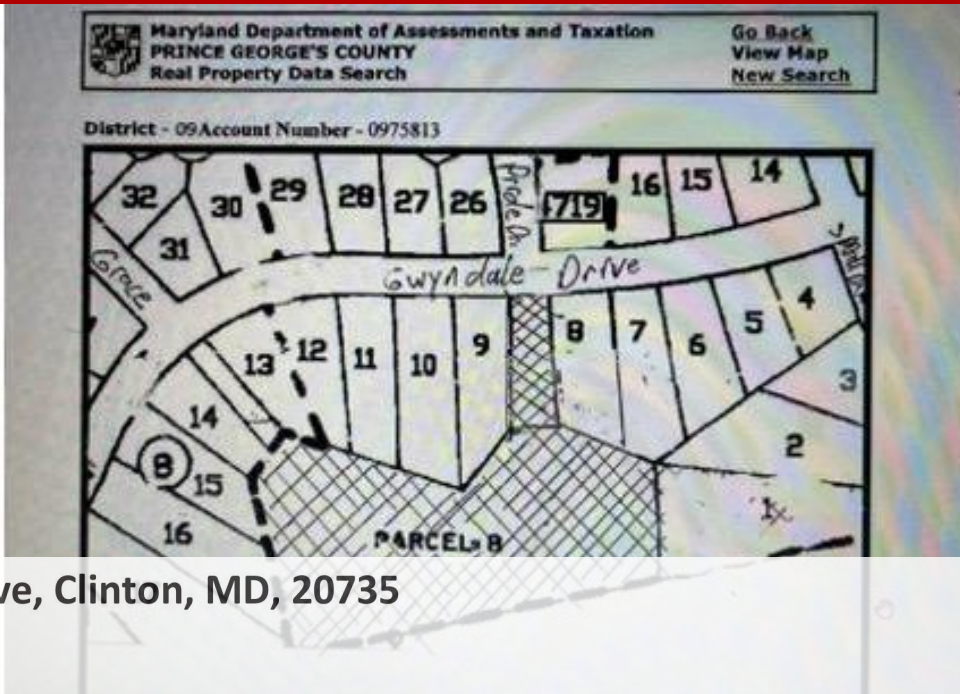 Maryland Department of Assessments and Taxation
PRINCE GEORGE'S COUNTY
Real Property Data Search
Go Back
View Map
New Search
District - 09Account Number - 0975813
32
31
30
29
28
27
26
16
15
14
Gwyndale Drive
13
12
11
10
9
8
7
6
5
4
3
2
14
B
15
16
PARCEL B
ve, Clinton, MD, 20735